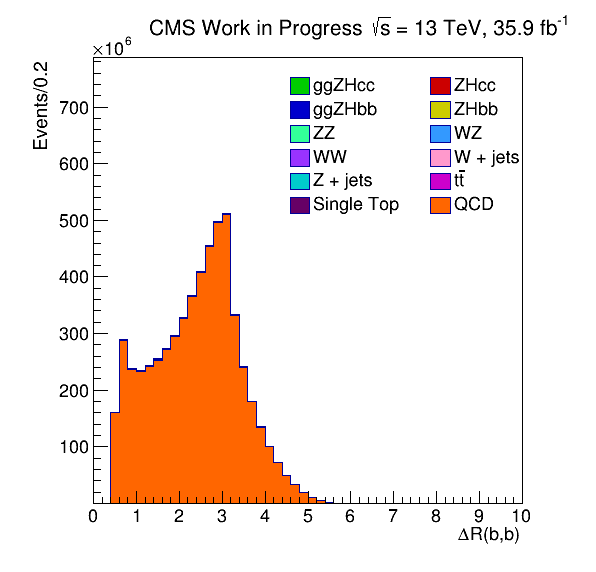 CMS Work in Progress √s = 13 TeV, 35.9 fb⁻¹
×10⁶
Events/0.2
700
600
500
400
300
200
100
ggZHcc ZHcc
ggZHbb ZHbb
ZZ WZ
WW W + jets
Z + jets tt̄
Single Top QCD
0 1 2 3 4 5 6 7 8 9 10
ΔR(b,b)